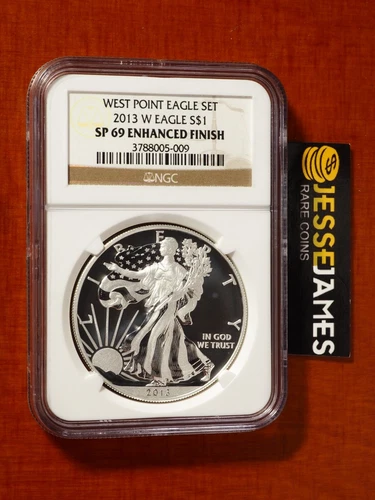 WEST POINT EAGLE SET
2013 W EAGLE S$1
SP 69 ENHANCED FINISH
3788005-009
NGC
LIBERTY
IN GOD
WE TRUST
2013
JESSE JAMES
RARE COINS